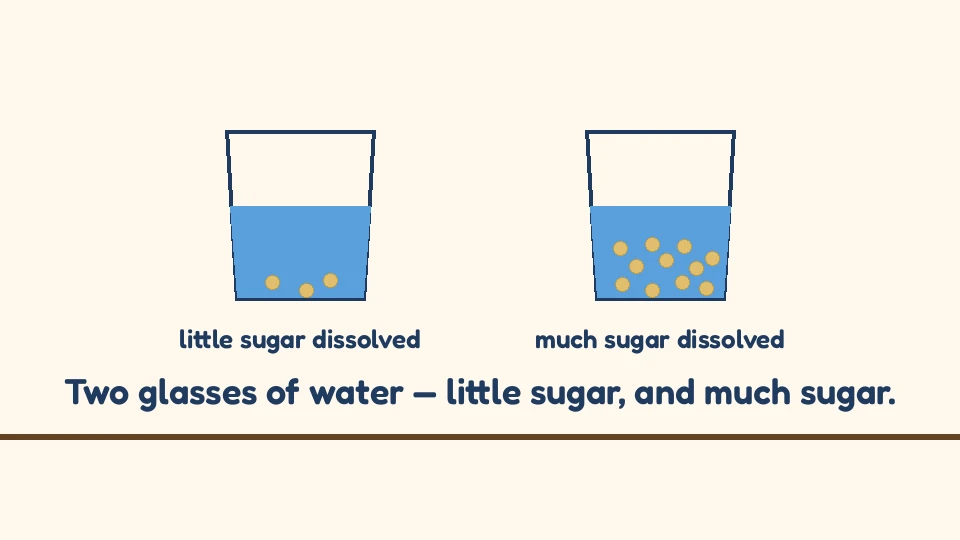 little sugar dissolved
much sugar dissolved
Two glasses of water — little sugar, and much sugar.